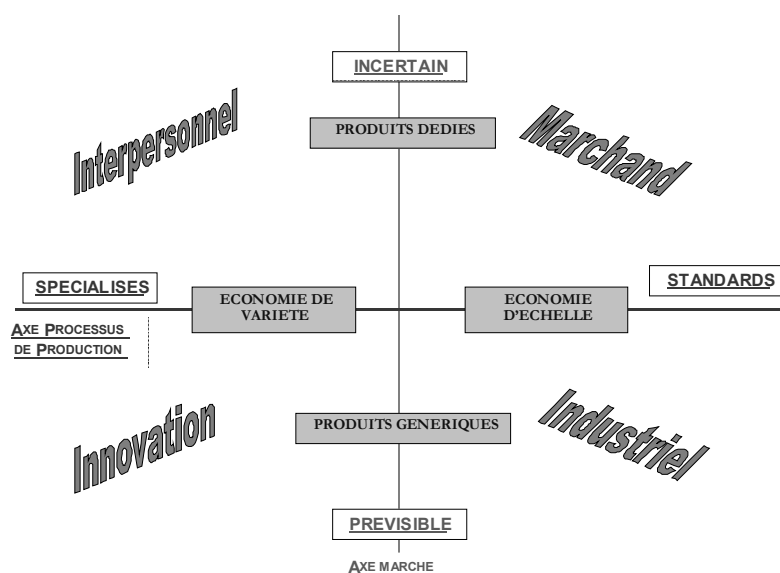 INCERTAIN
Interpersonnel
PRODUITS DEDIES
Marchand
SPECIALISES
STANDARDS
ECONOMIE DE
VARIETE
ECONOMIE
D'ECHELLE
AXE PROCESSUS
DE PRODUCTION
Innovation
PRODUITS GENERIQUES
Industriel
PREVISIBLE
AXE MARCHE